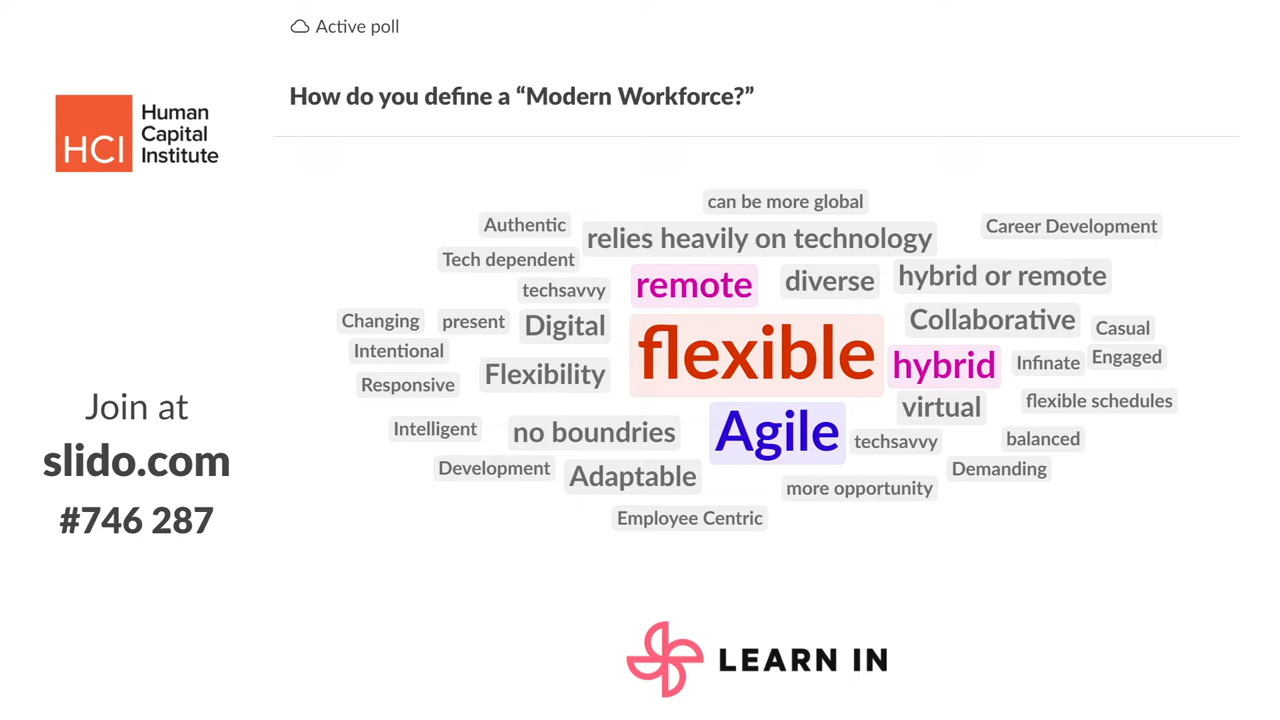 Active poll
How do you define a “Modern Workforce?”
HCI
Human
Capital
Institute
Join at
slido.com
#746 287
can be more global
Authentic
Career Development
relies heavily on technology
Tech dependent
hybrid or remote
remote
diverse
techsavvy
Changing
present
Digital
Collaborative
Casual
flexible
Intentional
Engaged
hybrid
Infinate
Flexibility
Responsive
flexible schedules
virtual
Intelligent
no boundries
Agile
techsavvy
balanced
Development
Adaptable
Demanding
more opportunity
Employee Centric
LEARN IN